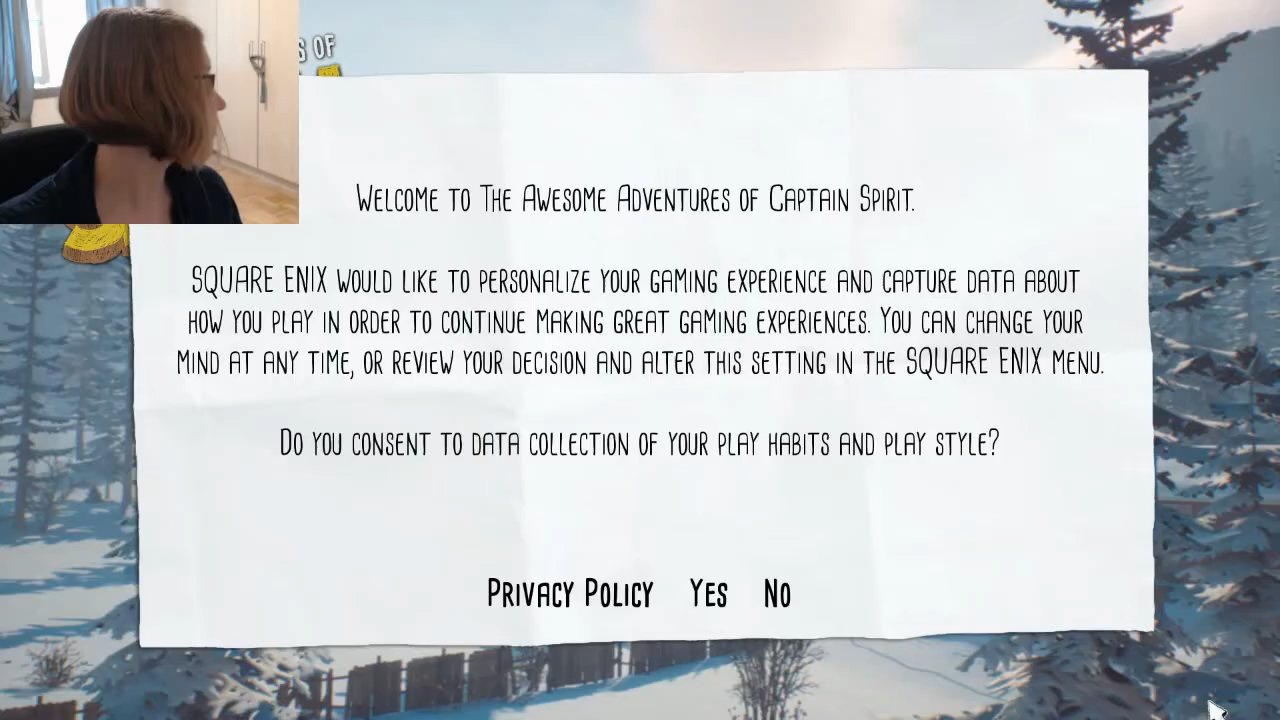 S OF
Welcome to The Awesome Adventures of Captain Spirit.
SQUARE ENIX would like to personalize your gaming experience and capture data about
how you play in order to continue making great gaming experiences. You can change your
mind at any time, or review your decision and alter this setting in the SQUARE ENIX menu.
Do you consent to data collection of your play habits and play style?
Privacy Policy Yes No